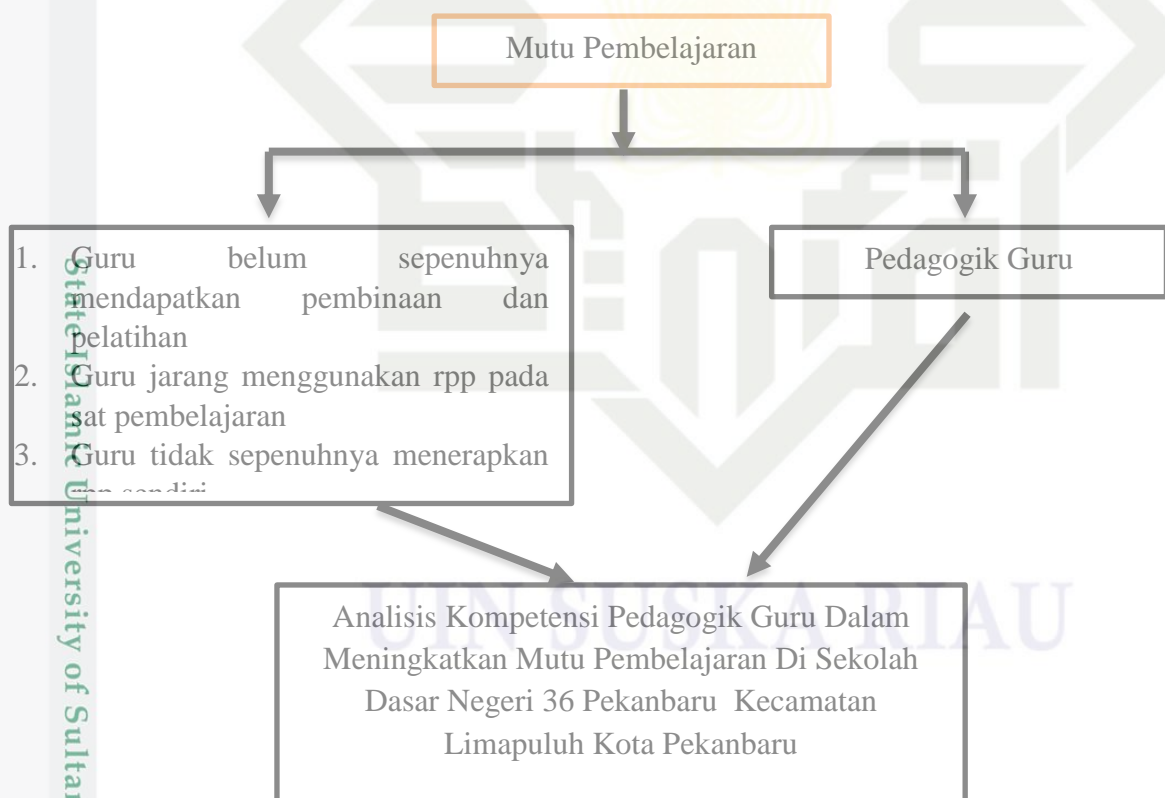 Mutu Pembelajaran
1. Guru belum sepenuhnya
mendapatkan pembinaan dan
pelatihan
2. Guru jarang menggunakan rpp pada
sat pembelajaran
3. Guru tidak sepenuhnya menerapkan
rpp sendiri
Pedagogik Guru
Analisis Kompetensi Pedagogik Guru Dalam
Meningkatkan Mutu Pembelajaran Di Sekolah
Dasar Negeri 36 Pekanbaru Kecamatan
Limapuluh Kota Pekanbaru
UIN SUSKA RIAU
State Islamic University of Sultan